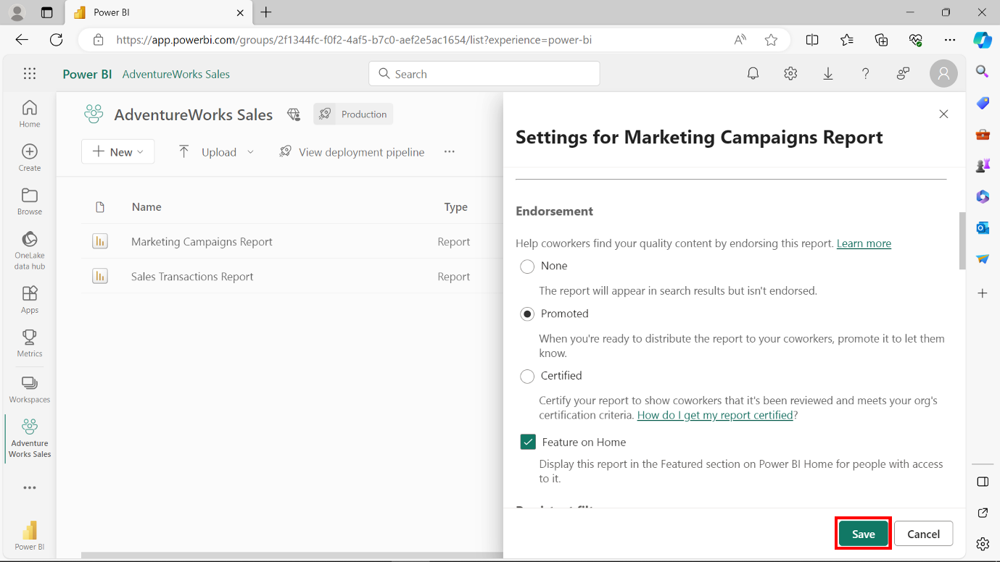 Power BI
https://app.powerbi.com/groups/2f1344fc-f0f2-4af5-b7c0-aef2e5ac1654/list?experience=power-bi
Power BI AdventureWorks Sales
Search
Home
Create
Browse
OneLake
data hub
Apps
Metrics
Workspaces
Adventure
Works Sales
Power BI
AdventureWorks Sales
Production
New
Upload
View deployment pipeline
Name Type
Marketing Campaigns Report Report
Sales Transactions Report Report
Settings for Marketing Campaigns Report
Endorsement
Help coworkers find your quality content by endorsing this report. Learn more
None
The report will appear in search results but isn't endorsed.
Promoted
When you're ready to distribute the report to your coworkers, promote it to let them
know.
Certified
Certify your report to show coworkers that it's been reviewed and meets your org's
certification criteria. How do I get my report certified?
Feature on Home
Display this report in the Featured section on Power BI Home for people with access
to it.
Save
Cancel